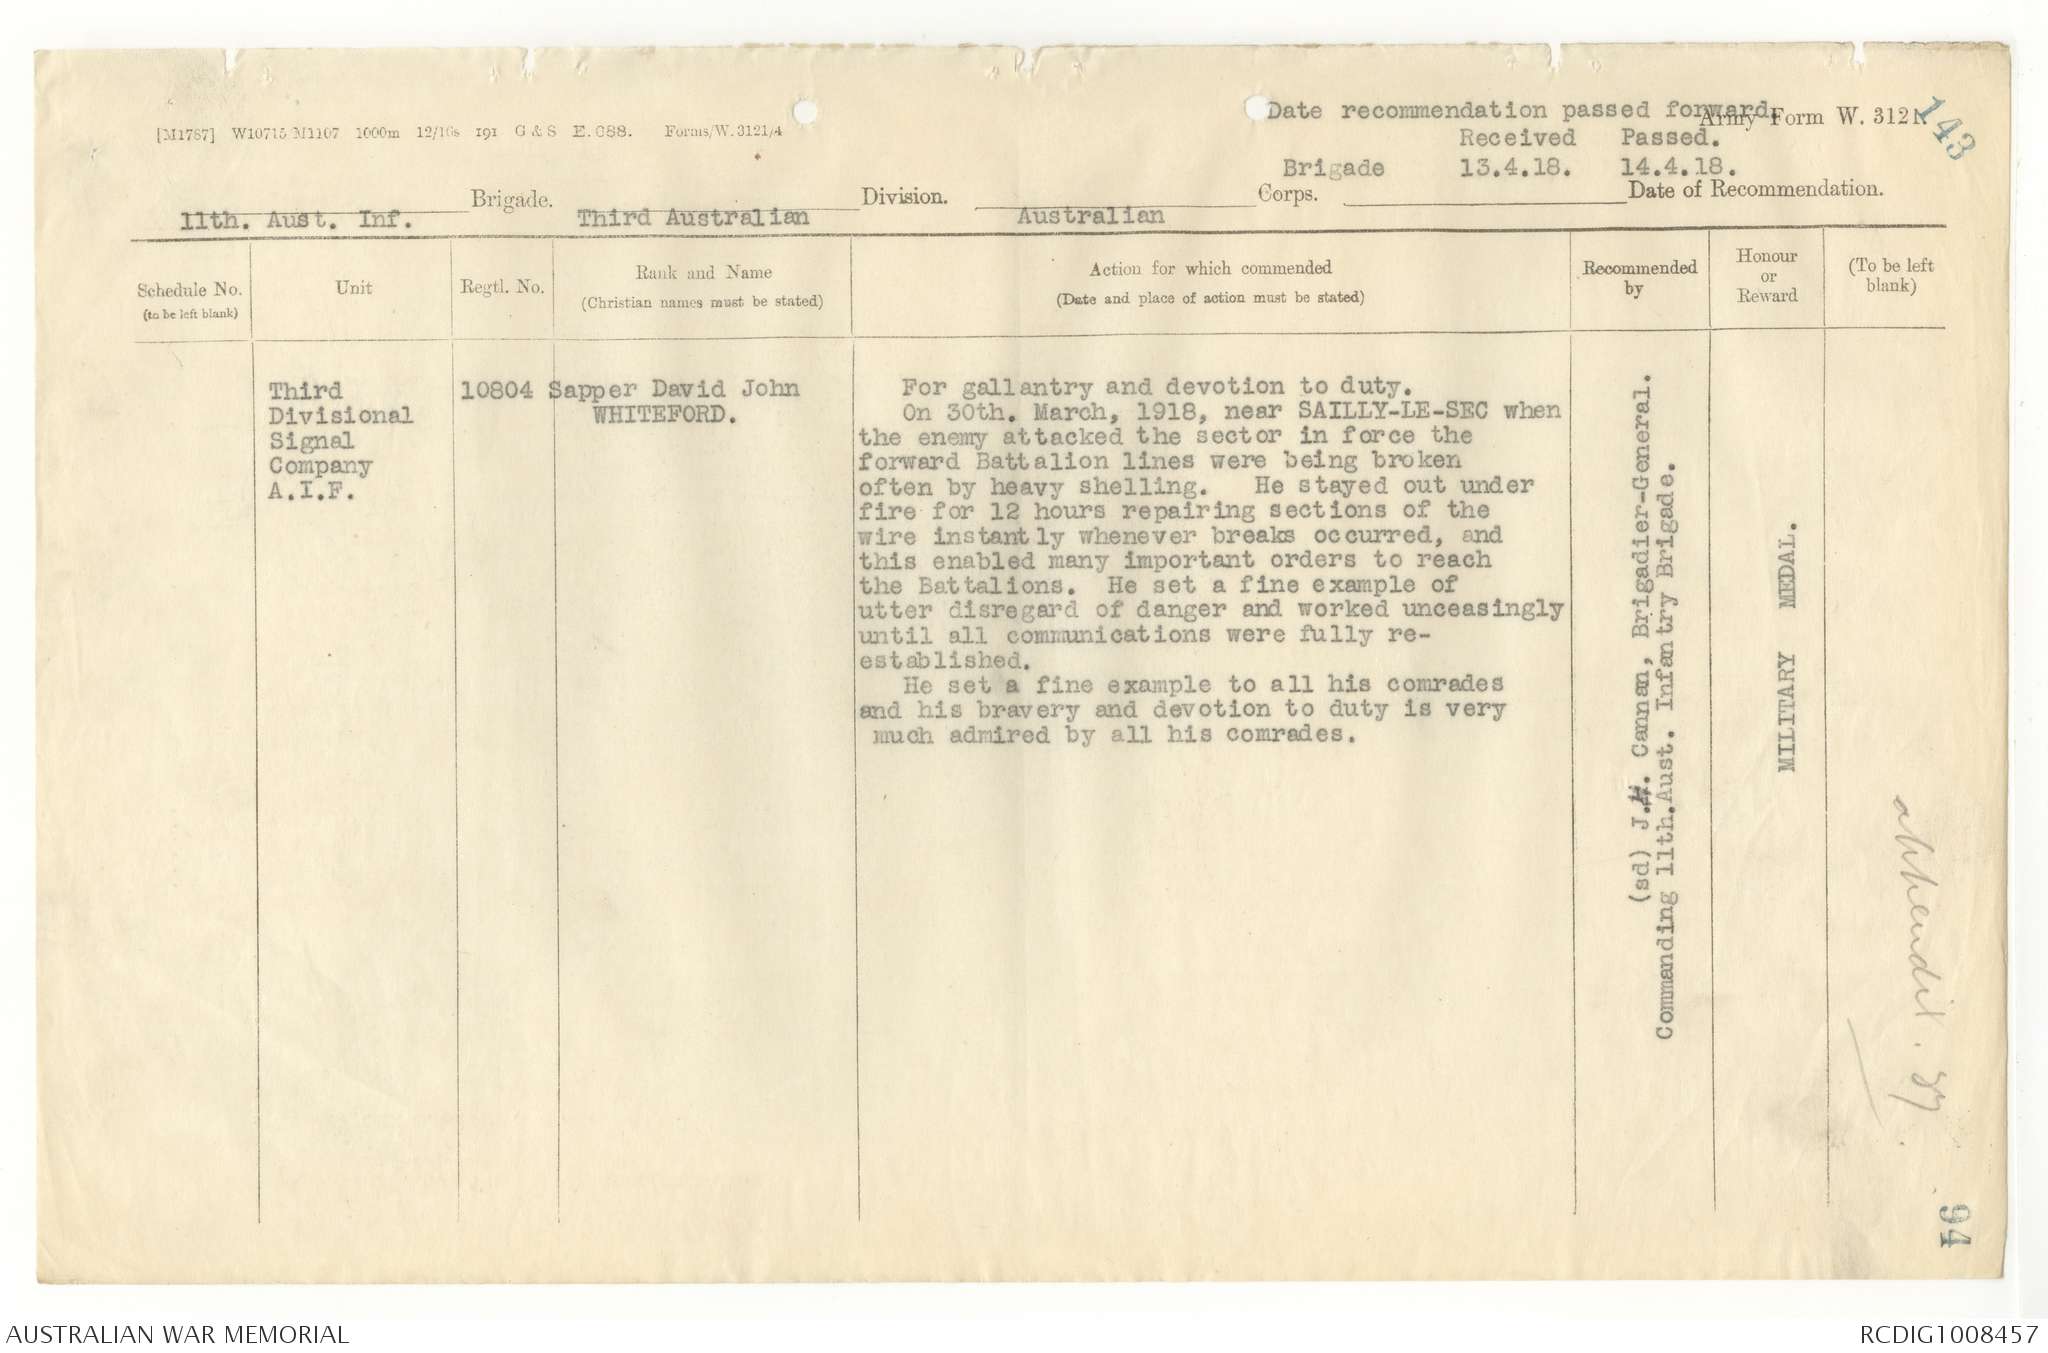 [M1787] W10715 M1107 1000m 12/16s 191 G & S E. 688. Forms/W. 3121/4
Date recommendation passed forward.
Army Form W. 3121
143
Received Passed.
Brigade 13.4.18. 14.4.18.
Brigade. Division. Corps. Date of Recommendation.
11th. Aust. Inf. Third Australian Australian
Schedule No.
(to be left blank)
Unit
Regtl. No.
Rank and Name
(Christian names must be stated)
Action for which commended
(Date and place of action must be stated)
Recommended
by
Honour
or
Reward
(To be left
blank)
Third
Divisional
Signal
Company
A.I.F.
10804 Sapper David John
WHITEFORD.
For gallantry and devotion to duty.
On 30th. March, 1918, near SAILLY-LE-SEC when
the enemy attacked the sector in force the
forward Battalion lines were being broken
often by heavy shelling. He stayed out under
fire for 12 hours repairing sections of the
wire instantly whenever breaks occurred, and
this enabled many important orders to reach
the Battalions. He set a fine example of
utter disregard of danger and worked unceasingly
until all communications were fully re-
established.
He set a fine example to all his comrades
and his bravery and devotion to duty is very
much admired by all his comrades.
(sd) J.H. Cannan, Brigadier-General.
Commanding 11th.Aust. Infantry Brigade.
MILITARY MEDAL.
94
AUSTRALIAN WAR MEMORIAL
RCDIG1008457